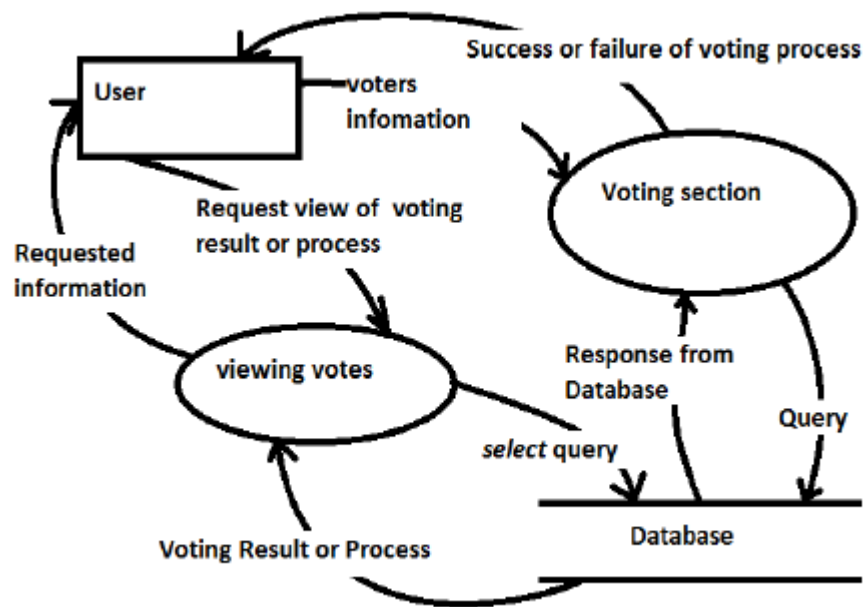 Success or failure of voting process
User
voters
infomation
Voting section
Request view of voting
result or process
Requested
information
viewing votes
Response from
Database
Query
select query
Database
Voting Result or Process